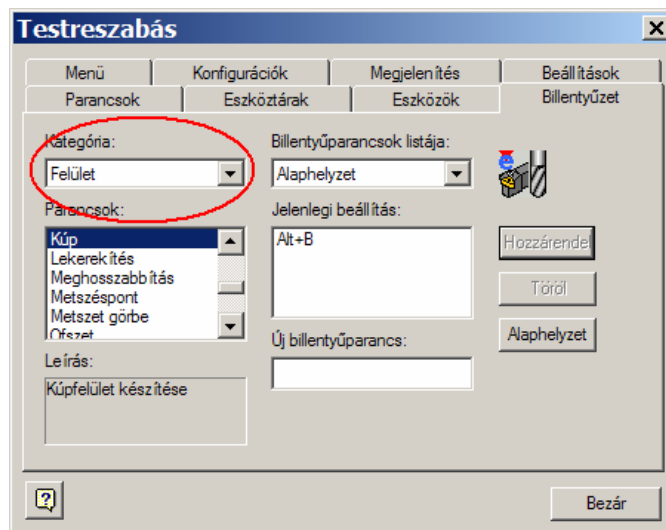 Testreszabás
Menü Konfigurációk Megjelenítés Beállítások
Parancsok Eszköztárak Eszközök Billentyűzet
Kategória: Billentyűparancsok listája:
Felület Alaphelyzet
Parancsok: Jelenlegi beállítás:
Kúp Alt+B
Lekerekítés
Meghosszabbítás
Metszéspont
Metszet görbe
Ofszet
Hozzárendel
Töröl
Alaphelyzet
Új billentyűparancs:
Leírás:
Kúpfelület készítése
Bezár